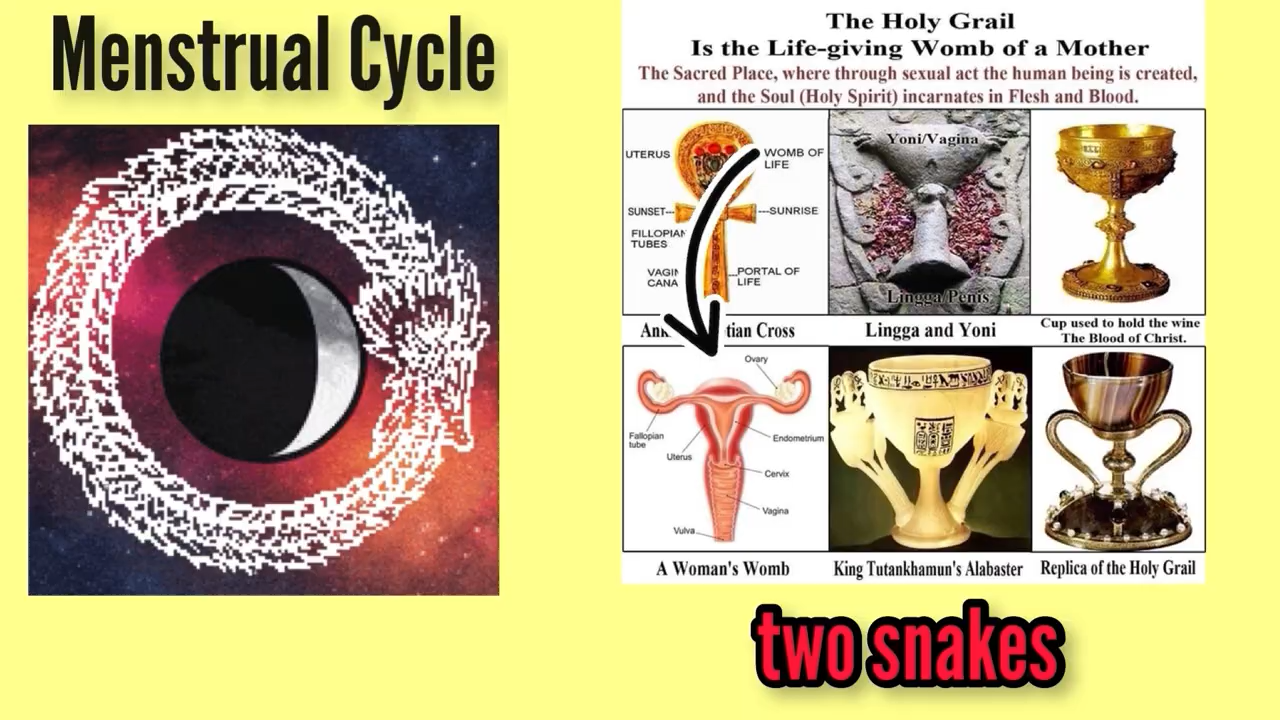 Menstrual Cycle
The Holy Grail
Is the Life-giving Womb of a Mother
The Sacred Place, where through sexual act the human being is created,
and the Soul (Holy Spirit) incarnates in Flesh and Blood.
UTERUS
WOMB OF
LIFE
SUNSET
SUNRISE
FILLOPIAN
TUBES
VAGIN
CANA
PORTAL OF
LIFE
Yoni/Vagina
Lingga/Penis
tian Cross
Lingga and Yoni
Cup used to hold the wine
The Blood of Christ.
Ovary
Fallopian
tube
Uterus
Endometrium
Cervix
Vagina
Vulva
A Woman's Womb
King Tutankhamun's Alabaster
Replica of the Holy Grail
two snakes